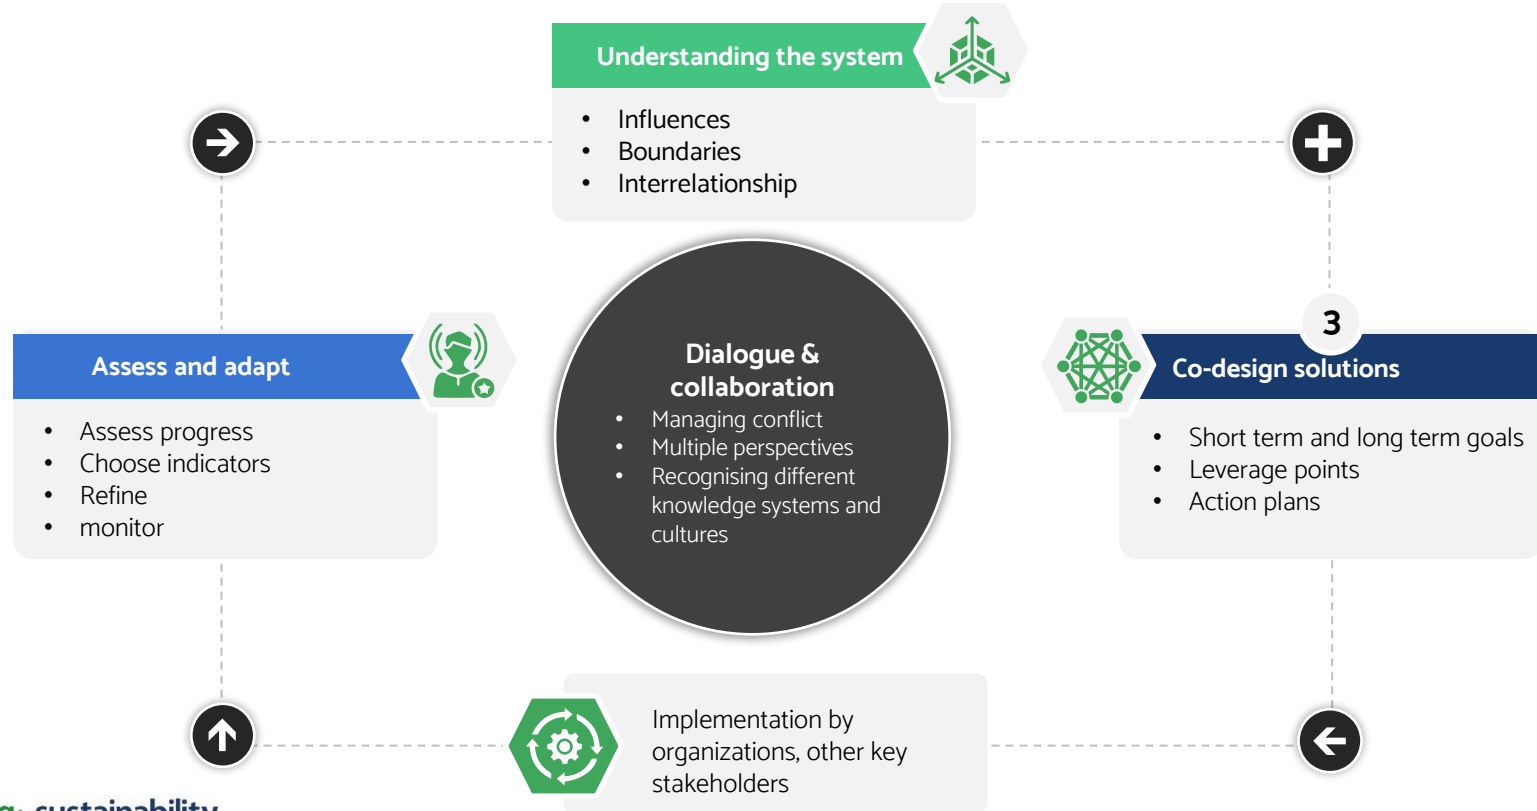 Understanding the system
• Influences
• Boundaries
• Interrelationship
Assess and adapt
• Assess progress
• Choose indicators
• Refine
• monitor
Dialogue &
collaboration
• Managing conflict
• Multiple perspectives
• Recognising different
knowledge systems and
cultures
3
Co-design solutions
• Short term and long term goals
• Leverage points
• Action plans
Implementation by
organizations, other key
stakeholders
sustainability